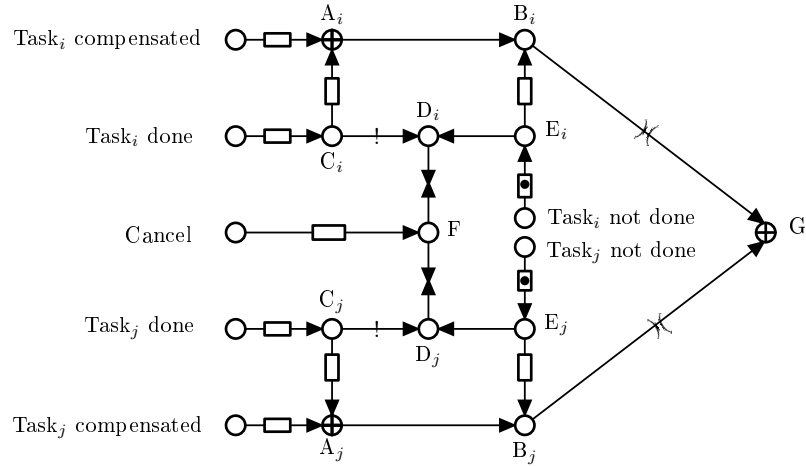 A_i
B_i
Task_i compensated
D_i
Task_i done
!
E_i
C_i
Task_i not done
Cancel
F
G
Task_j not done
C_j
Task_j done
!
E_j
D_j
Task_j compensated
A_j
B_j